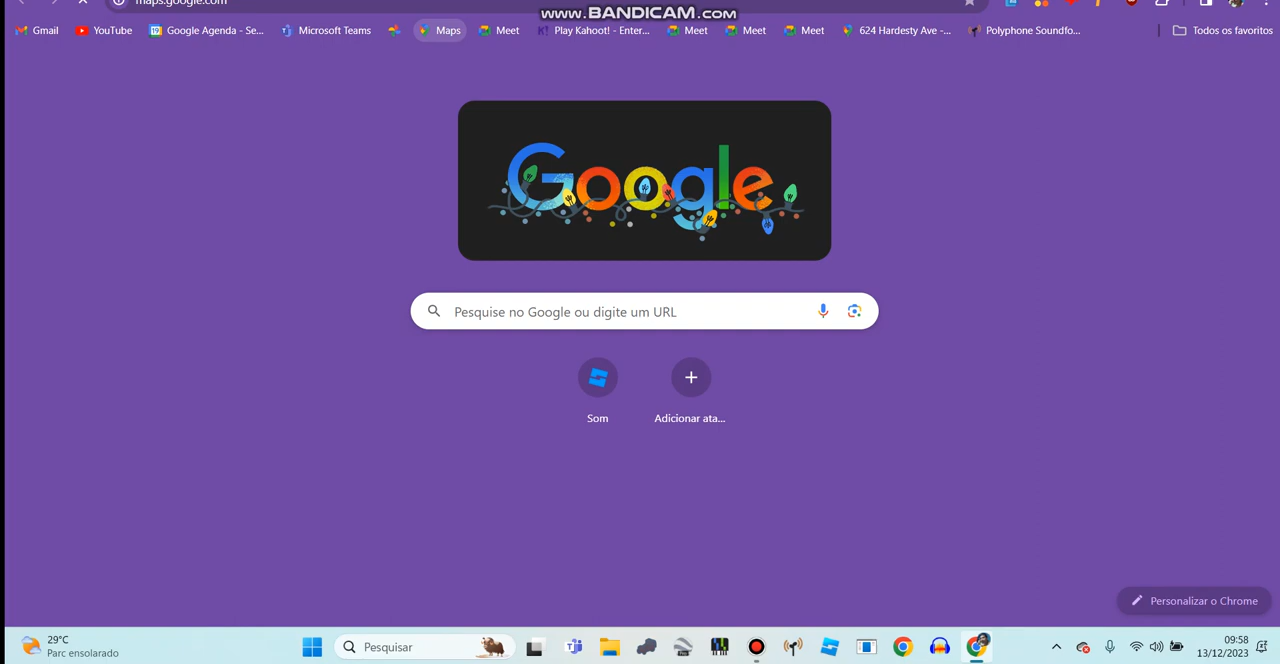 maps.google.com
www.BANDICAM.com
Gmail
YouTube
Google Agenda - Se...
Microsoft Teams
Maps
Meet
Play Kahoot! - Enter...
Meet
Meet
Meet
624 Hardesty Ave -...
Polyphone Soundfo...
Todos os favoritos
Google
Pesquise no Google ou digite um URL
Som
Adicionar ata...
Personalizar o Chrome
29°C
Parc ensolarado
Pesquisar
09:58
13/12/2023